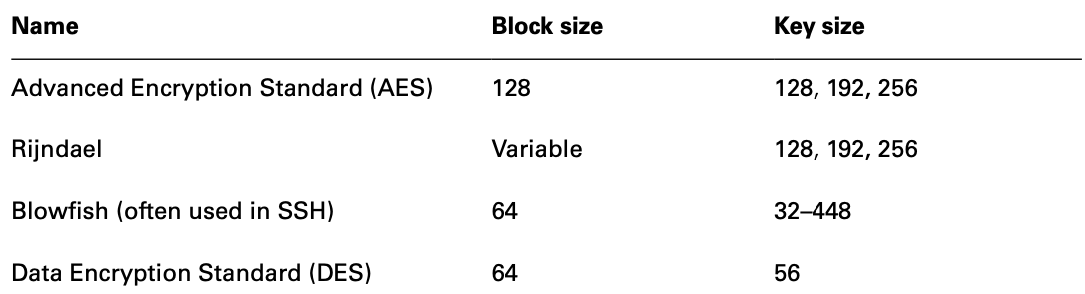 Name Block size Key size
Advanced Encryption Standard (AES) 128 128, 192, 256
Rijndael Variable 128, 192, 256
Blowfish (often used in SSH) 64 32–448
Data Encryption Standard (DES) 64 56